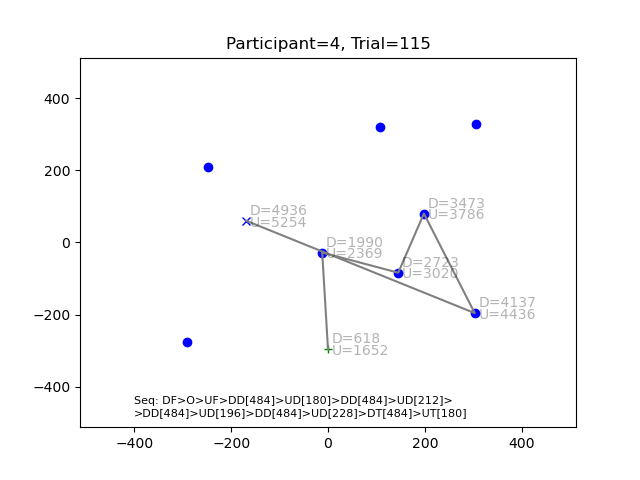 Participant=4, Trial=115
400
200
0
−200
−400
D=4936
U=5254
D=1990
U=2369
D=3473
U=3786
D=2723
U=3020
D=4137
U=4436
D=618
U=1652
Seq: DF>O>UF>DD[484]>UD[180]>DD[484]>UD[212]>
>DD[484]>UD[196]>DD[484]>UD[228]>DT[484]>UT[180]
−400 −200 0 200 400